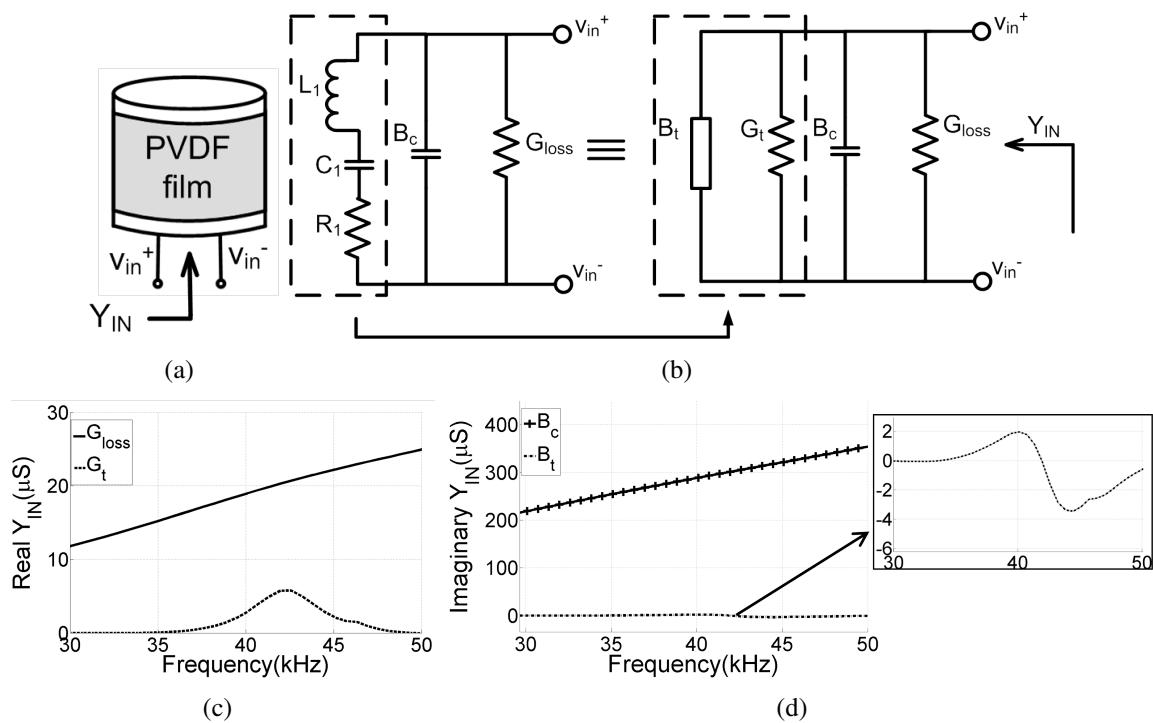 PVDF
film
v_in^+
v_in^-
Y_IN
L_1
C_1
R_1
B_c
G_loss
v_in^+
v_in^-
B_t
G_t
B_c
G_loss
v_in^+
v_in^-
Y_IN
(a)
(b)
Real Y_IN(μS)
30
20
10
0
G_loss
G_t
30
35
40
45
50
Frequency(kHz)
(c)
Imaginary Y_IN(μS)
400
300
200
100
0
B_c
B_t
30
35
40
45
50
Frequency(kHz)
2
0
-2
-4
-6
30
40
50
(d)